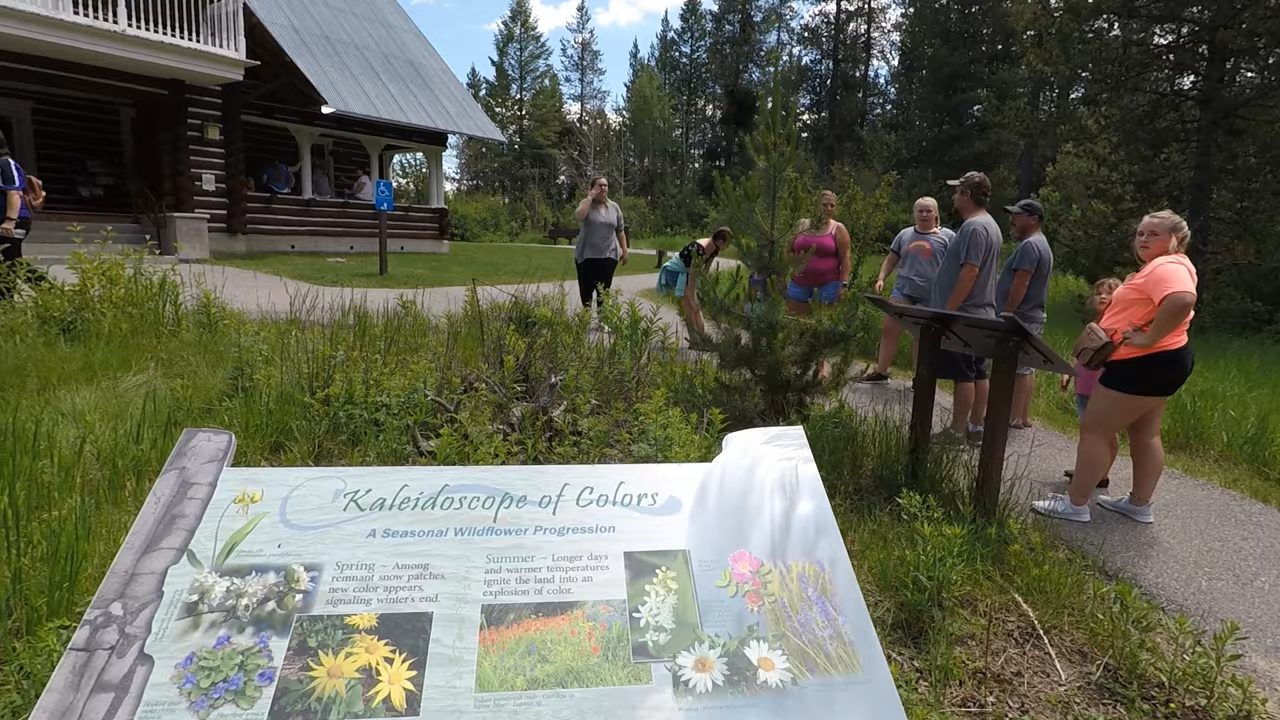 Kaleidoscope of Colors
A Seasonal Wildflower Progression
Spring ~ Among
remnant snow patches,
new color appears,
signaling winter's end.
Summer ~ Longer days
and warmer temperatures
ignite the land into an
explosion of color.